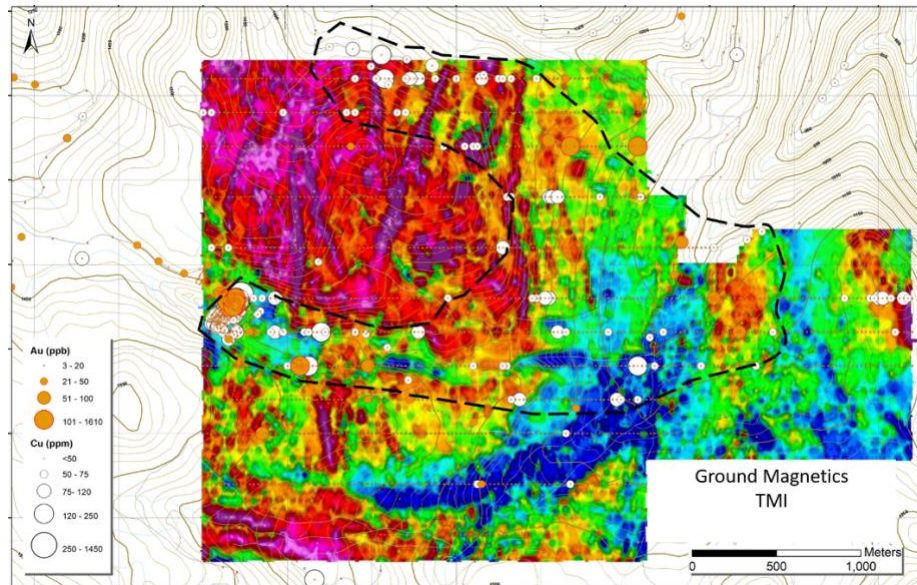 N
Au (ppb)
3 - 20
21 - 50
51 - 100
101 - 1610
Cu (ppm)
<50
50 - 75
75- 120
120 - 250
250 - 1450
Ground Magnetics
TMI
Meters
0 500 1,000